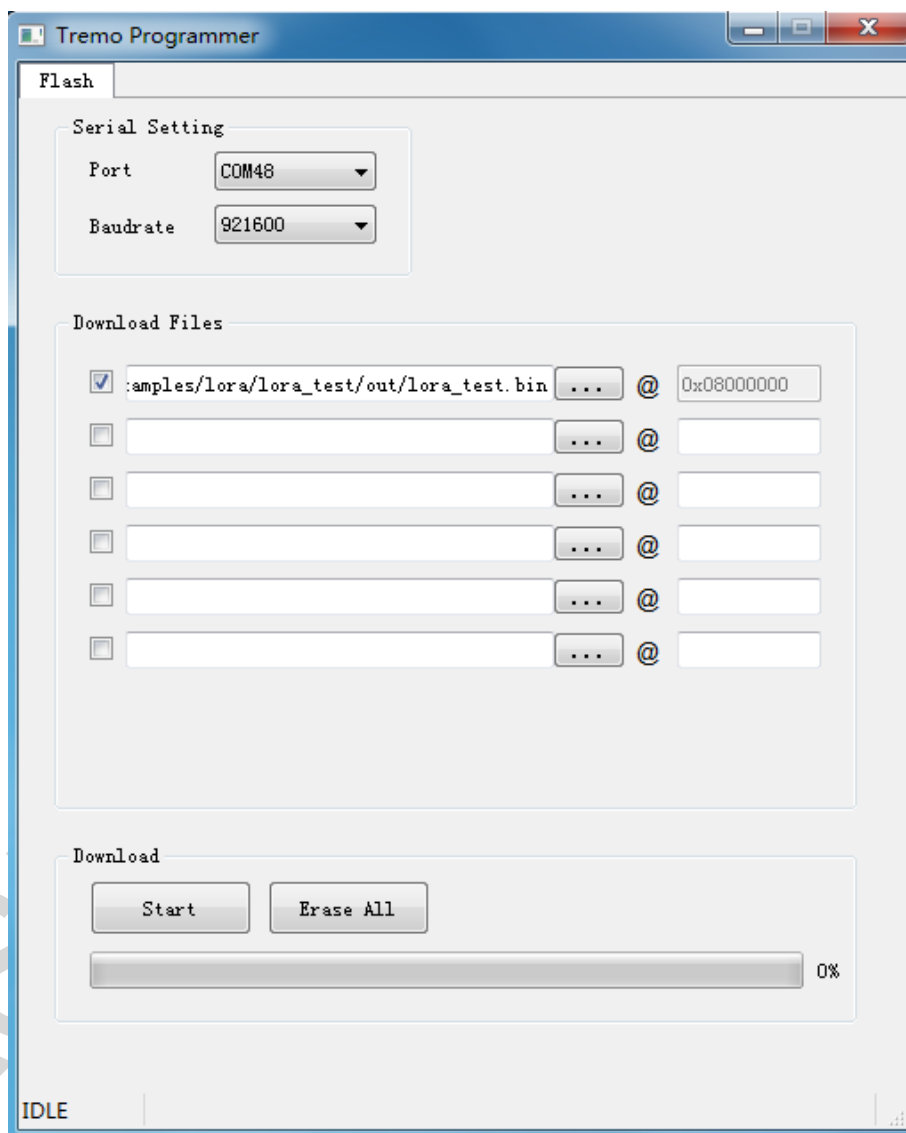 Tremo Programmer
Flash
Serial Setting
Port COM48
Baudrate 921600
Download Files
amples/lora/lora_test/out/lora_test.bin ... @ 0x08000000
... @
... @
... @
... @
... @
Download
Start Erase All
0%
IDLE